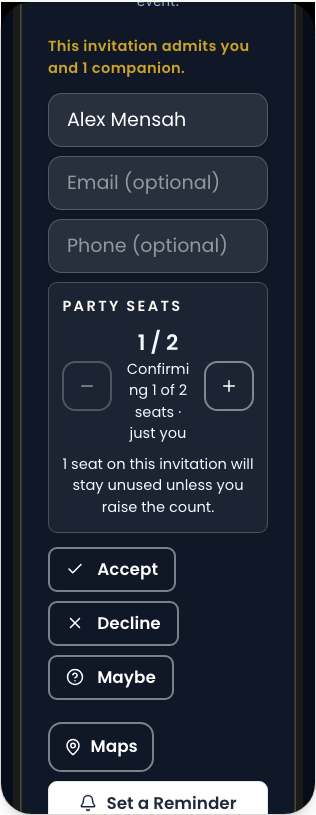 event.
This invitation admits you
and 1 companion.
Alex Mensah
Email (optional)
Phone (optional)
PARTY SEATS
1 / 2
Confirmi
ng 1 of 2
seats ·
just you
1 seat on this invitation will
stay unused unless you
raise the count.
Accept
Decline
Maybe
Maps
Set a Reminder